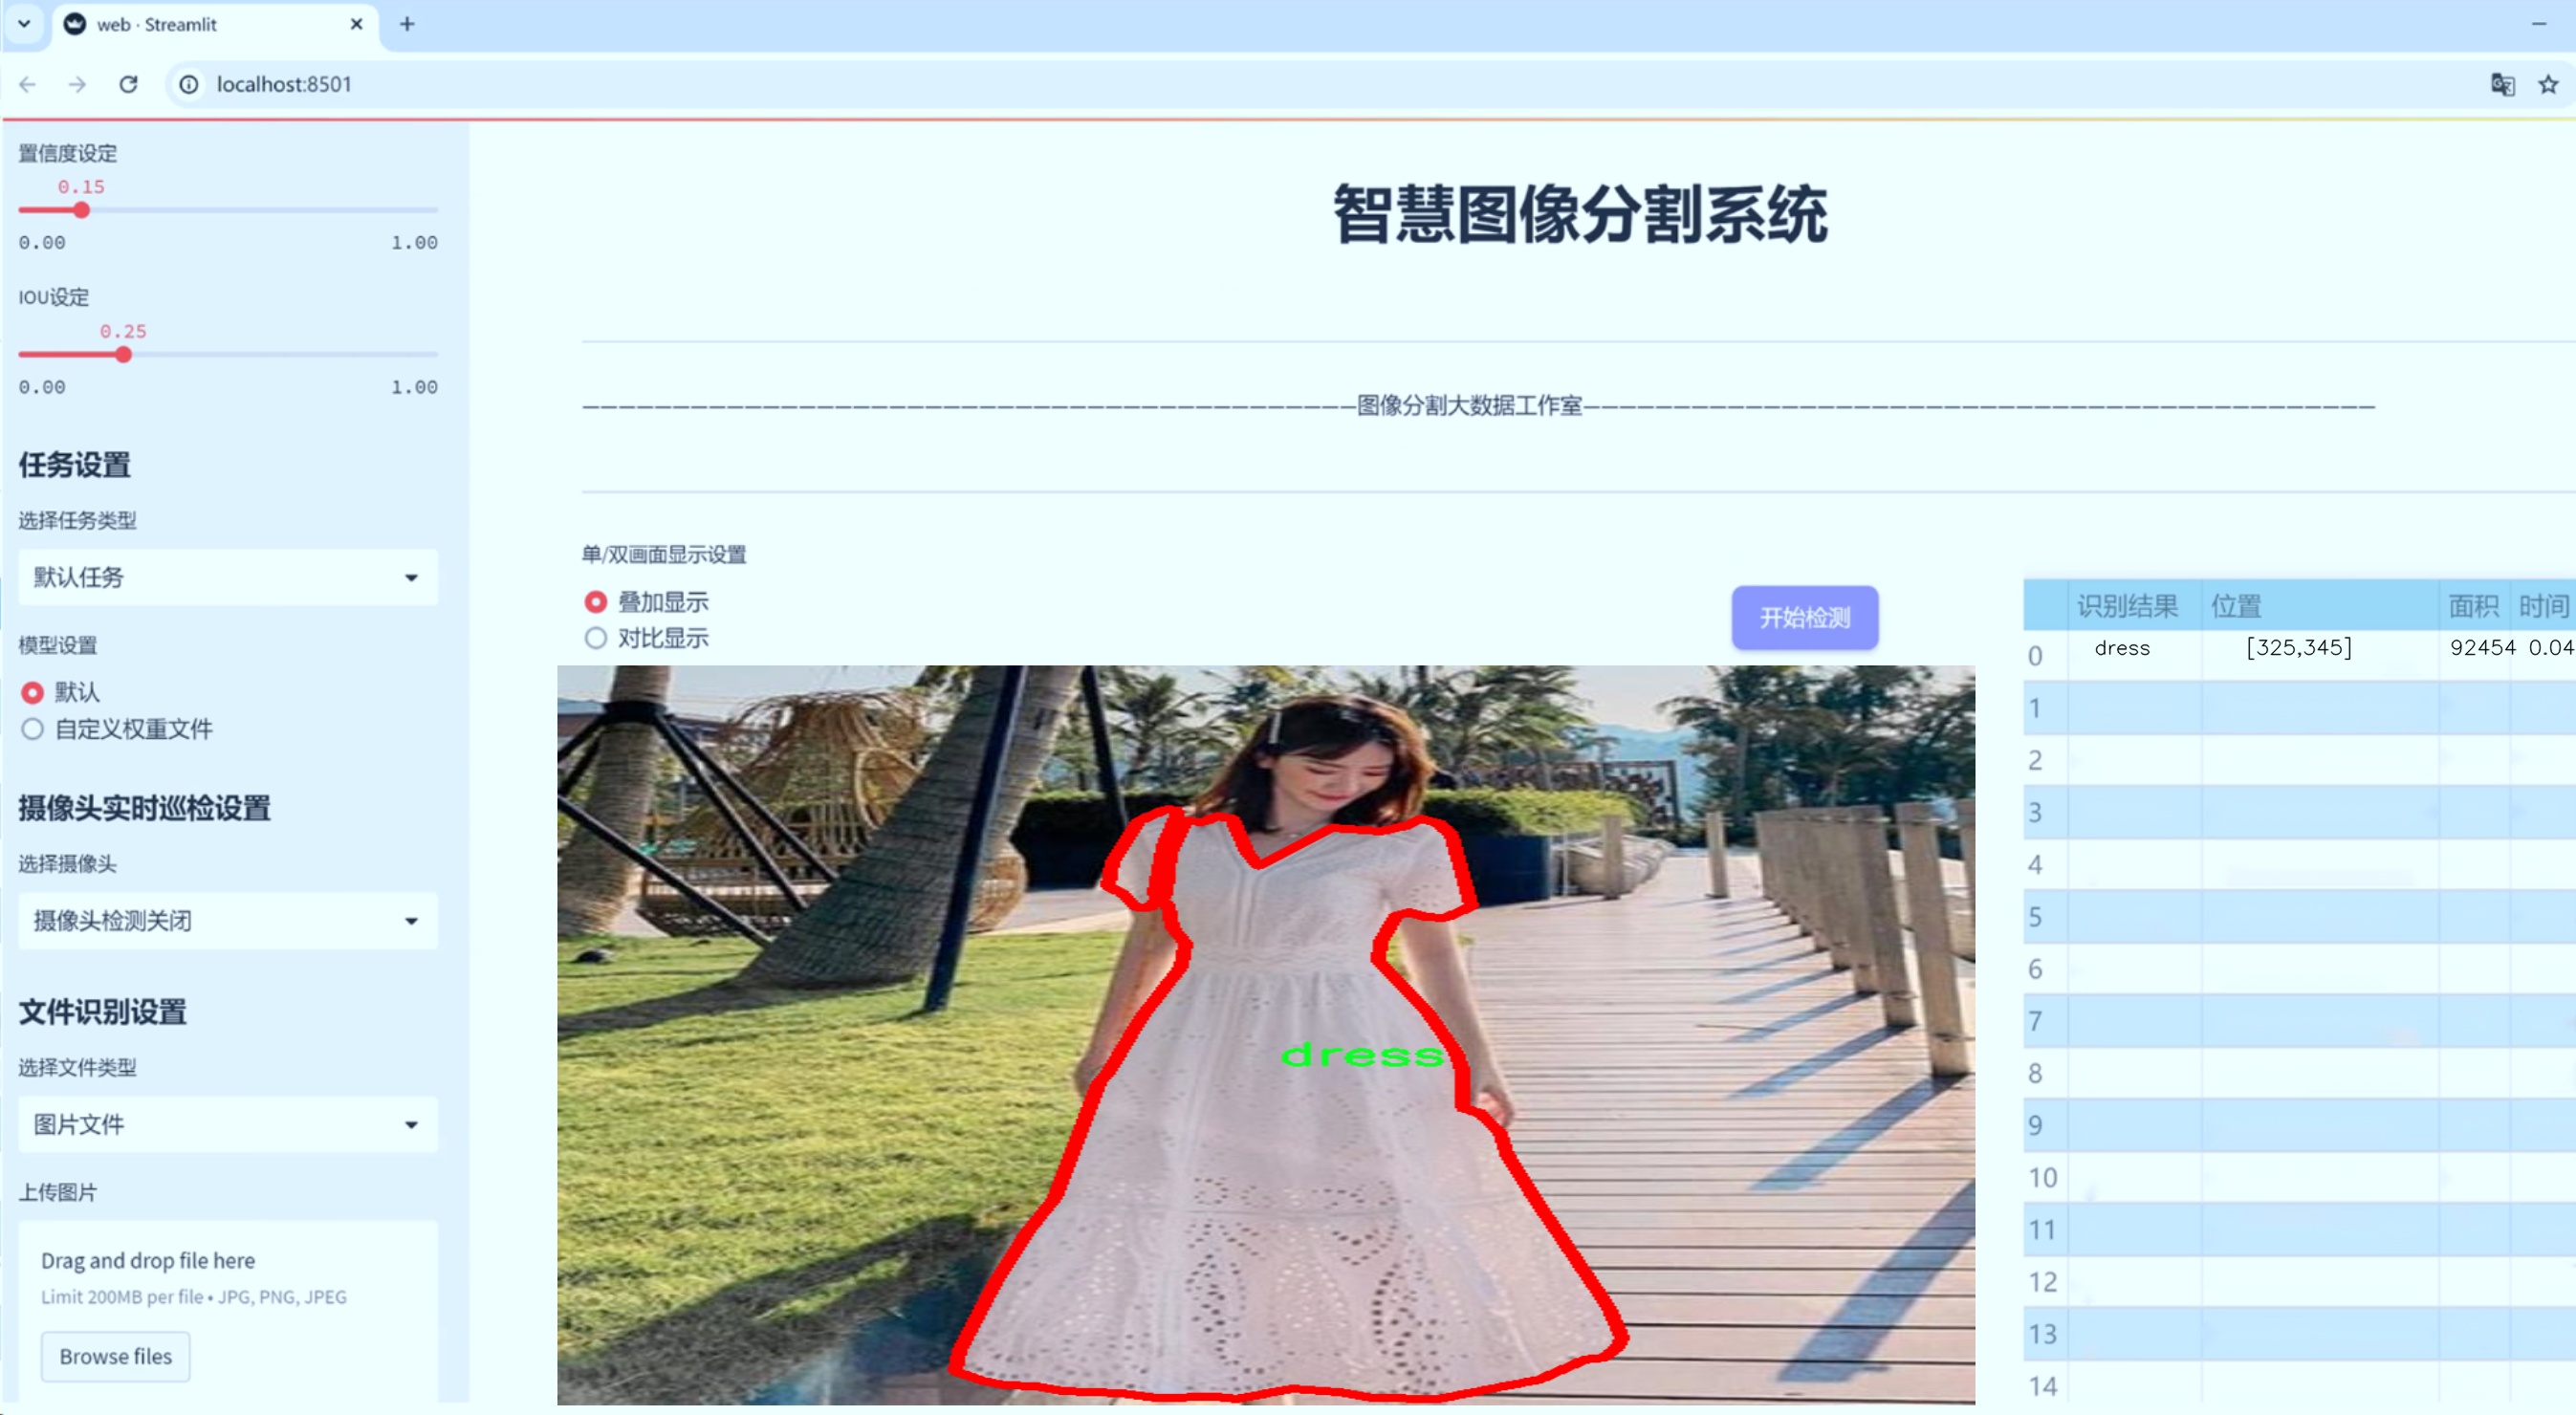 web · Streamlit
localhost:8501
置信度设定
0.15
0.00 1.00
IOU设定
0.25
0.00 1.00
任务设置
选择任务类型
默认任务
模型设置
默认
自定义权重文件
摄像头实时巡检设置
选择摄像头
摄像头检测关闭
文件识别设置
选择文件类型
图片文件
上传图片
Drag and drop file here
Limit 200MB per file • JPG, PNG, JPEG
Browse files
智慧图像分割系统
———————————————————————————————————————————图像分割大数据工作室————————————————————————————————————————————
单/双画面显示设置
叠加显示
对比显示
开始检测
dress
识别结果 位置 面积 时间
0 dress [325,345] 92454 0.04
1
2
3
4
5
6
7
8
9
10
11
12
13
14